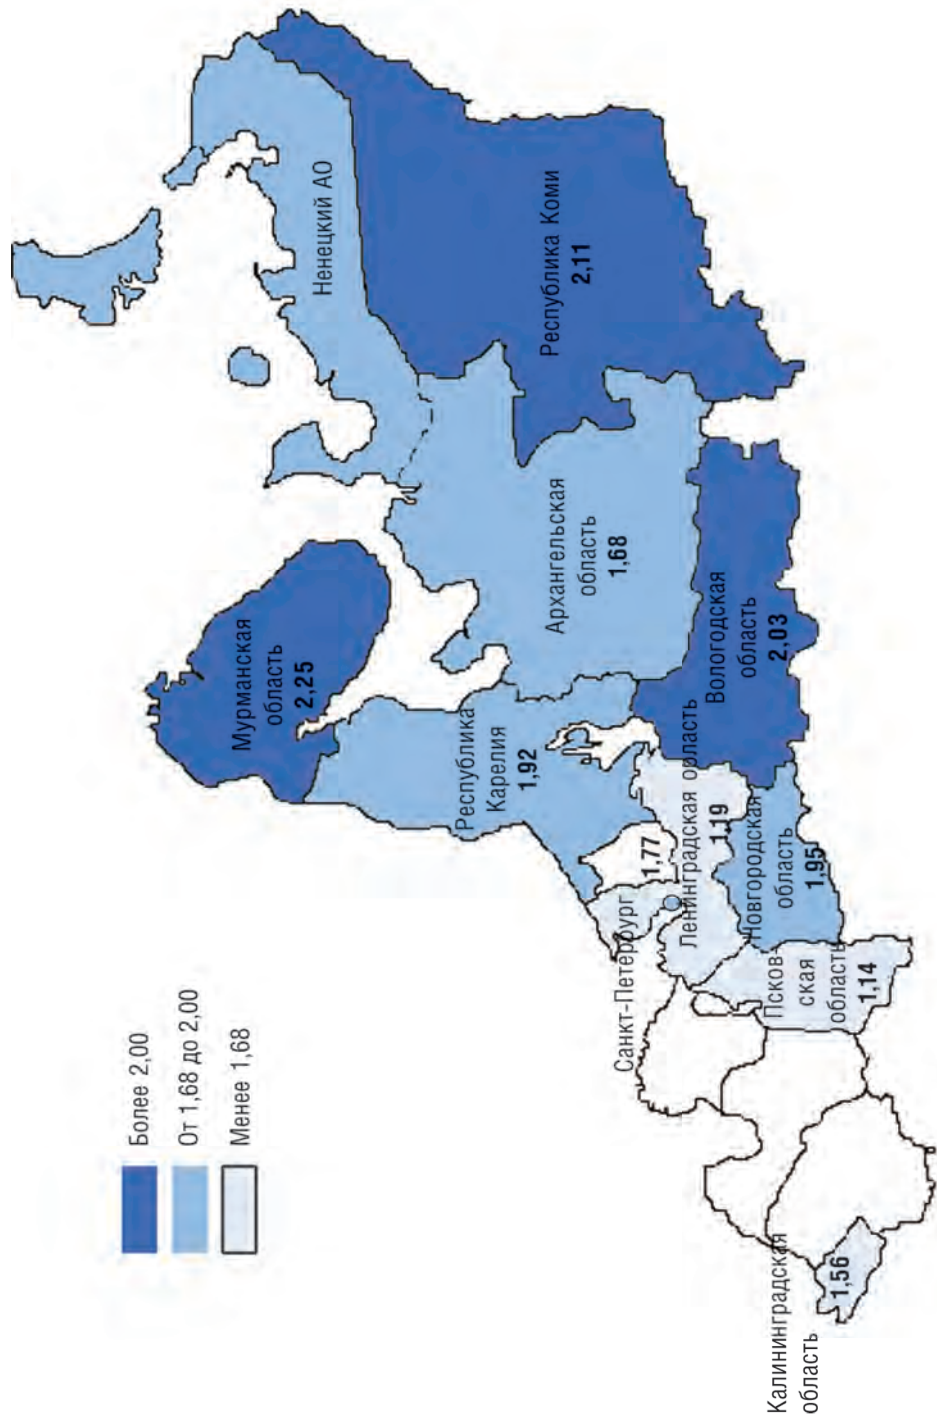 Более 2,00
От 1,68 до 2,00
Менее 1,68
Ненецкий АО
Мурманская
область
2,25
Республика Коми
2,11
Архангельская
область
1,68
Республика
Карелия
1,92
Вологодская
область
2,03
Санкт-Петербург
1,77
Ленинградская область
1,19
Новгородская
область
1,95
Псков-
ская
область
1,14
Калининградская
область
1,56